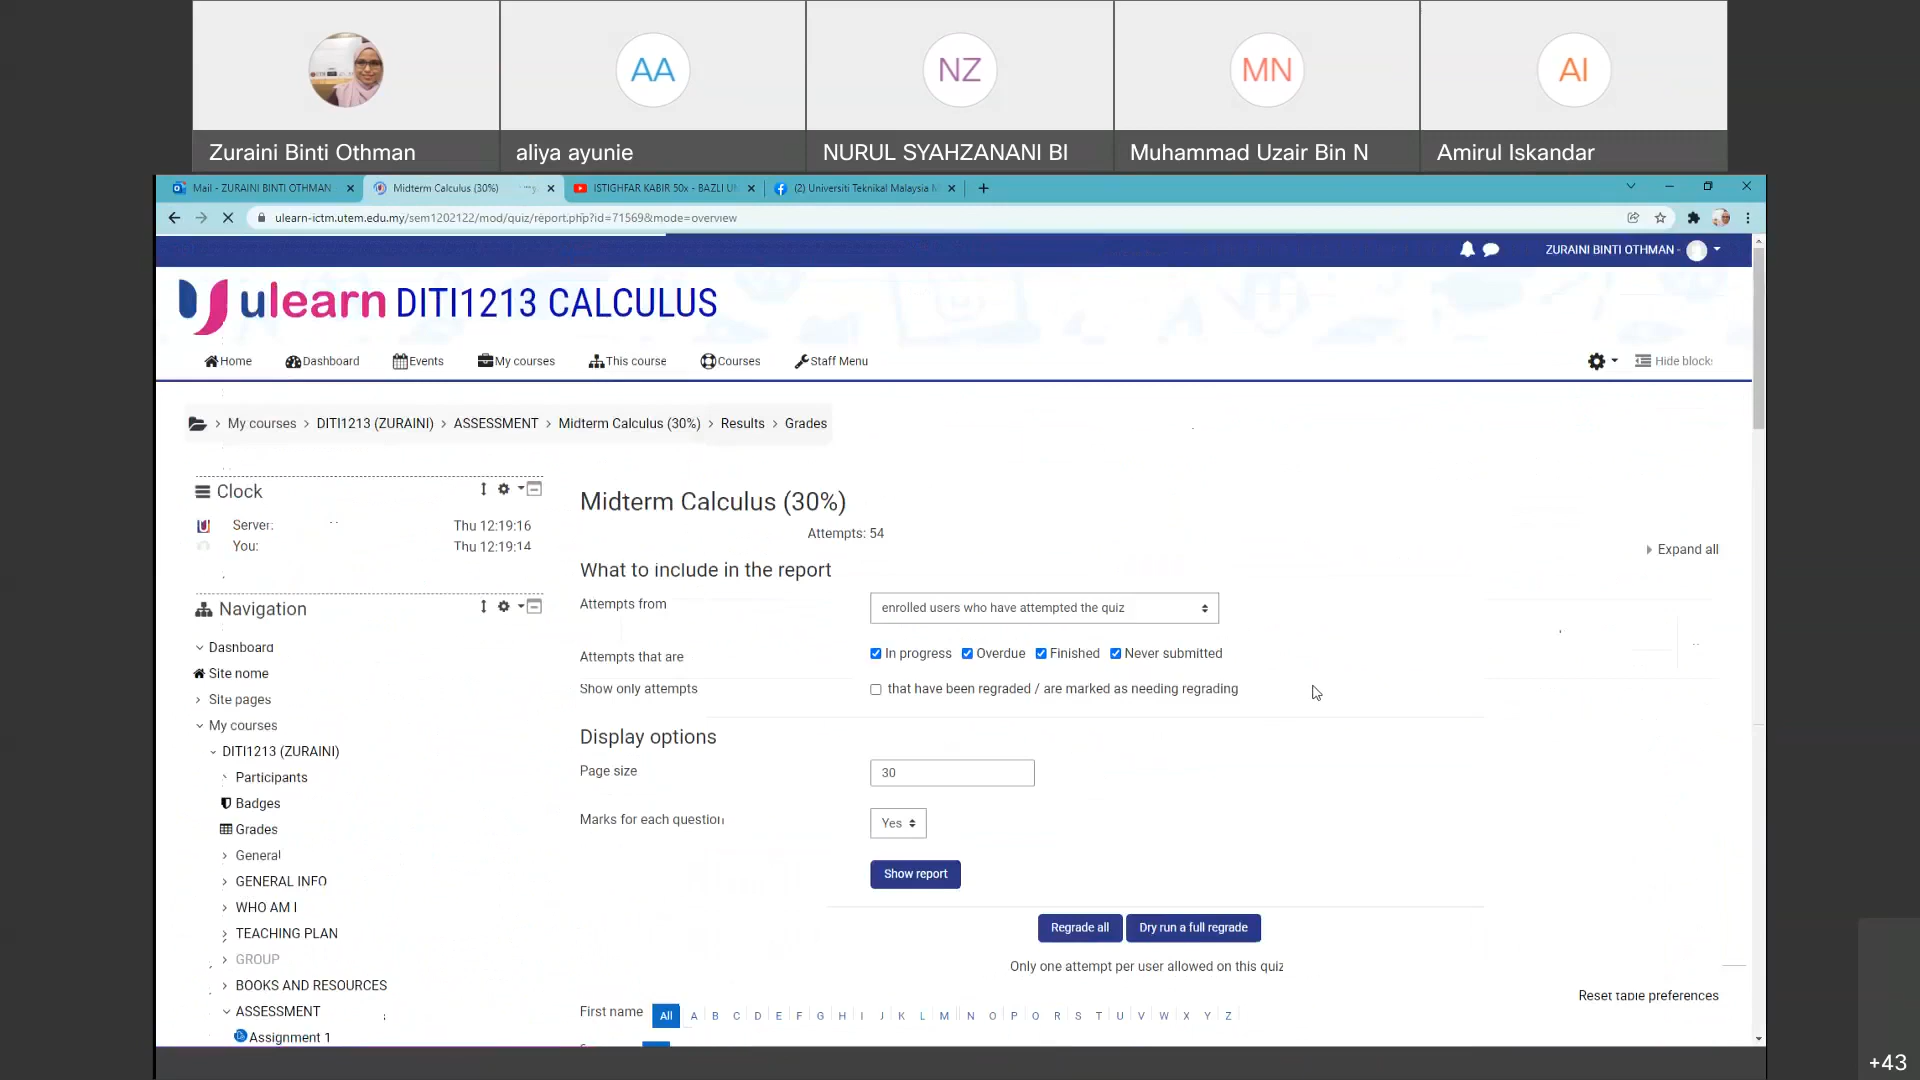 AA
NZ
MN
AI
Zuraini Binti Othman
aliya ayunie
NURUL SYAHZANANI BI
Muhammad Uzair Bin N
Amirul Iskandar
Mail - ZURAINI BINTI OTHMAN
Midterm Calculus (30%)
ISTIGHFAR KABIR 50x - BAZLI UN
(2) Universiti Teknikal Malaysia M
ulearn-ictm.utem.edu.my/sem1202122/mod/quiz/report.php?id=71569&mode=overview
ZURAINI BINTI OTHMAN -
ulearn DITI1213 CALCULUS
Home
Dashboard
Events
My courses
This course
Courses
Staff Menu
Hide blocks
My courses > DITI1213 (ZURAINI) > ASSESSMENT > Midterm Calculus (30%) > Results > Grades
Clock
Server: Thu 12:19:16
You: Thu 12:19:14
Navigation
Dashboard
Site home
Site pages
My courses
DITI1213 (ZURAINI)
Participants
Badges
Grades
General
GENERAL INFO
WHO AM I
TEACHING PLAN
GROUP
BOOKS AND RESOURCES
ASSESSMENT
Assignment 1
Midterm Calculus (30%)
Attempts: 54
Expand all
What to include in the report
Attempts from
enrolled users who have attempted the quiz
Attempts that are
In progress Overdue Finished Never submitted
Show only attempts
that have been regraded / are marked as needing regrading
Display options
Page size
30
Marks for each question
Yes
Show report
Regrade all
Dry run a full regrade
Only one attempt per user allowed on this quiz
Reset table preferences
First name All A B C D E F G H I J K L M N O P Q R S T U V W X Y Z
+43